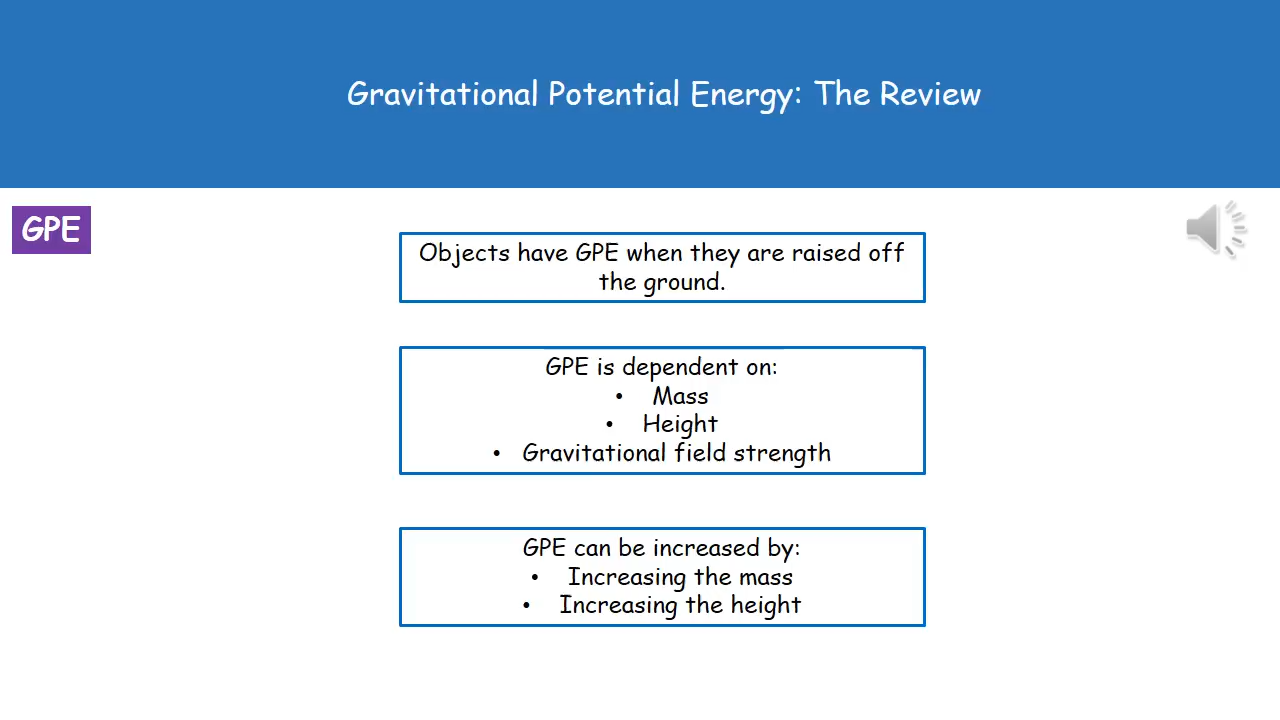 Gravitational Potential Energy: The Review
GPE
Objects have GPE when they are raised off
the ground.
GPE is dependent on:
• Mass
• Height
• Gravitational field strength
GPE can be increased by:
• Increasing the mass
• Increasing the height